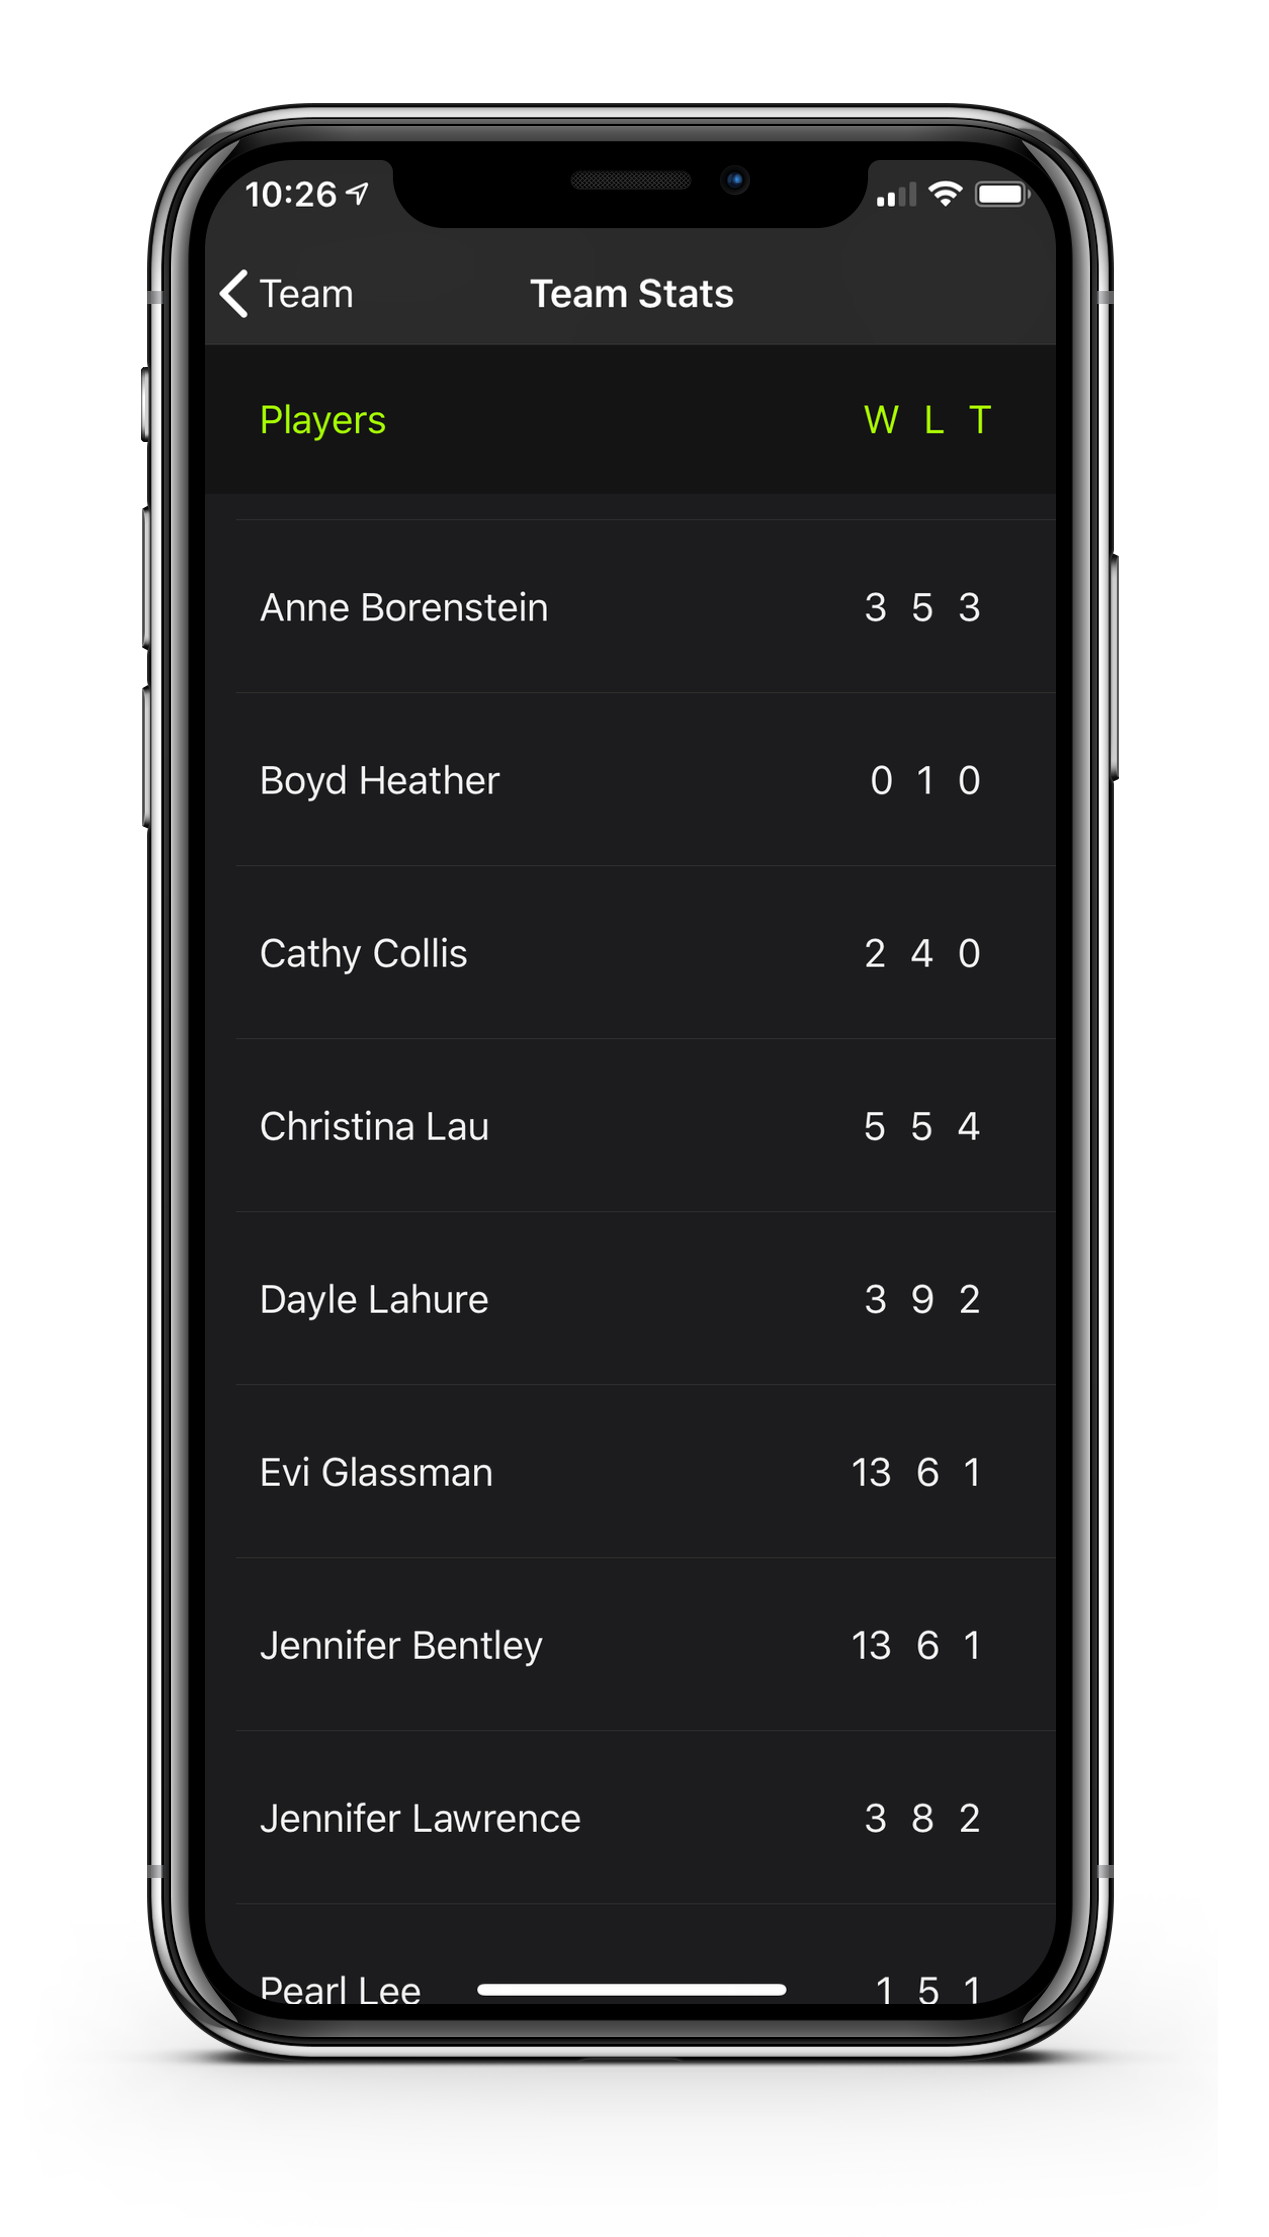 10:26
Team Team Stats
Players W L T
Anne Borenstein 3 5 3
Boyd Heather 0 1 0
Cathy Collis 2 4 0
Christina Lau 5 5 4
Dayle Lahure 3 9 2
Evi Glassman 13 6 1
Jennifer Bentley 13 6 1
Jennifer Lawrence 3 8 2
Pearl Lee 1 5 1